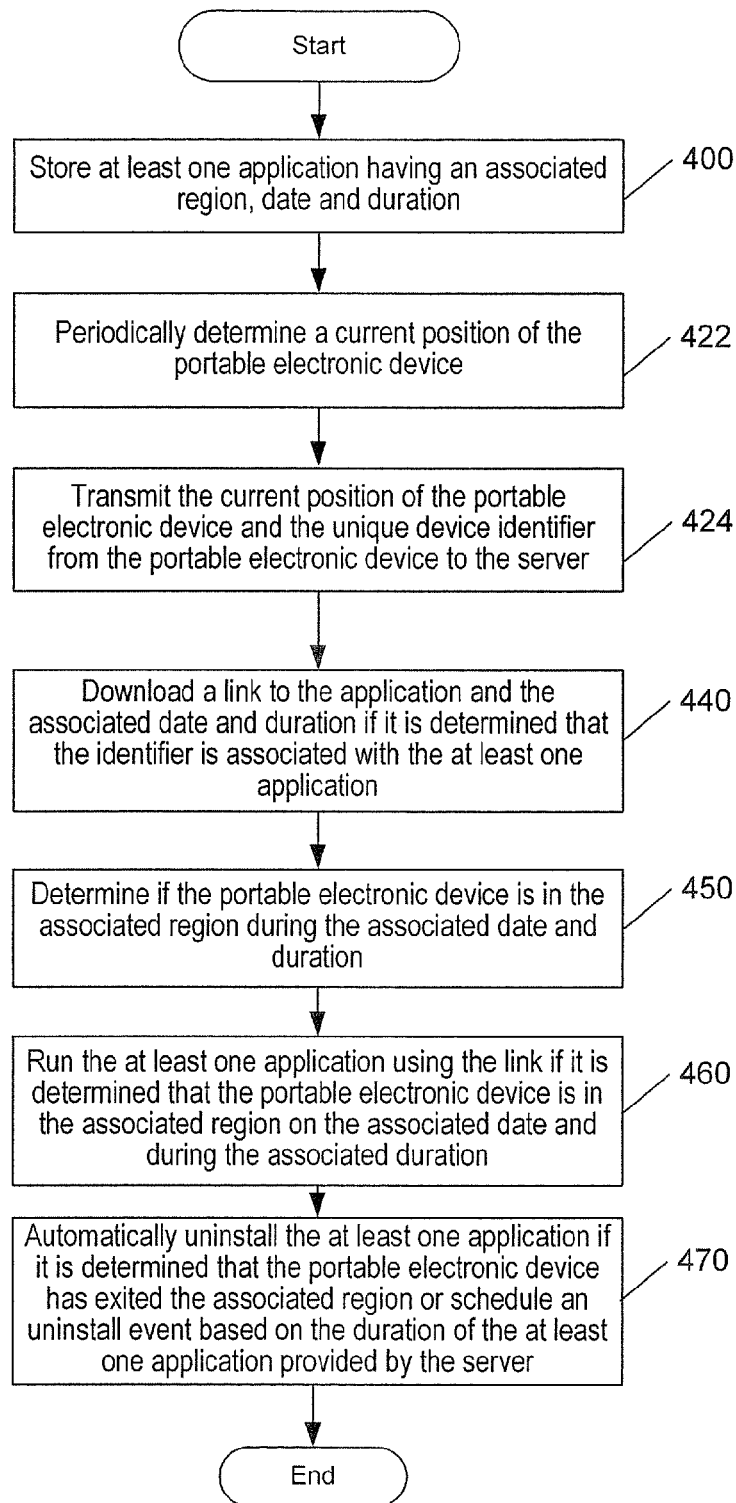 Start
Store at least one application having an associated
region, date and duration
400
Periodically determine a current position of the
portable electronic device
422
Transmit the current position of the portable
electronic device and the unique device identifier
from the portable electronic device to the server
424
Download a link to the application and the
associated date and duration if it is determined that
the identifier is associated with the at least one
application
440
Determine if the portable electronic device is in the
associated region during the associated date and
duration
450
Run the at least one application using the link if it is
determined that the portable electronic device is in
the associated region on the associated date and
during the associated duration
460
Automatically uninstall the at least one application if
it is determined that the portable electronic device
has exited the associated region or schedule an
uninstall event based on the duration of the at least
one application provided by the server
470
End